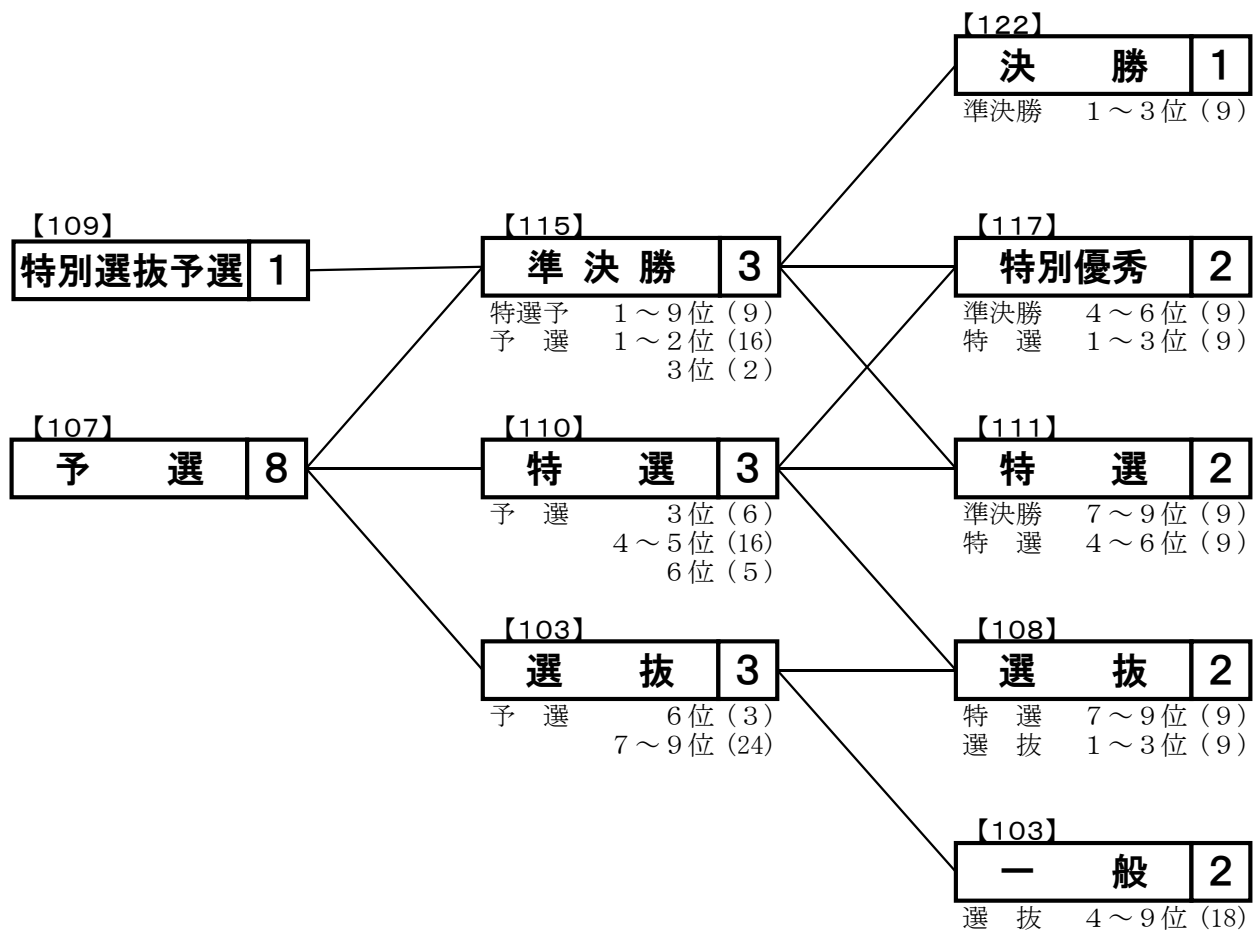 【109】
特別選抜予選 1
【107】
予 選 8
【115】
準 決 勝 3
特選予 1～9位（9）
予 選 1～2位（16）
3位（2）
【110】
特 選 3
予 選 3位（6）
4～5位（16）
6位（5）
【103】
選 抜 3
予 選 6位（3）
7～9位（24）
【122】
決 勝 1
準決勝 1～3位（9）
【117】
特別優秀 2
準決勝 4～6位（9）
特 選 1～3位（9）
【111】
特 選 2
準決勝 7～9位（9）
特 選 4～6位（9）
【108】
選 抜 2
特 選 7～9位（9）
選 抜 1～3位（9）
【103】
一 般 2
選 抜 4～9位（18）